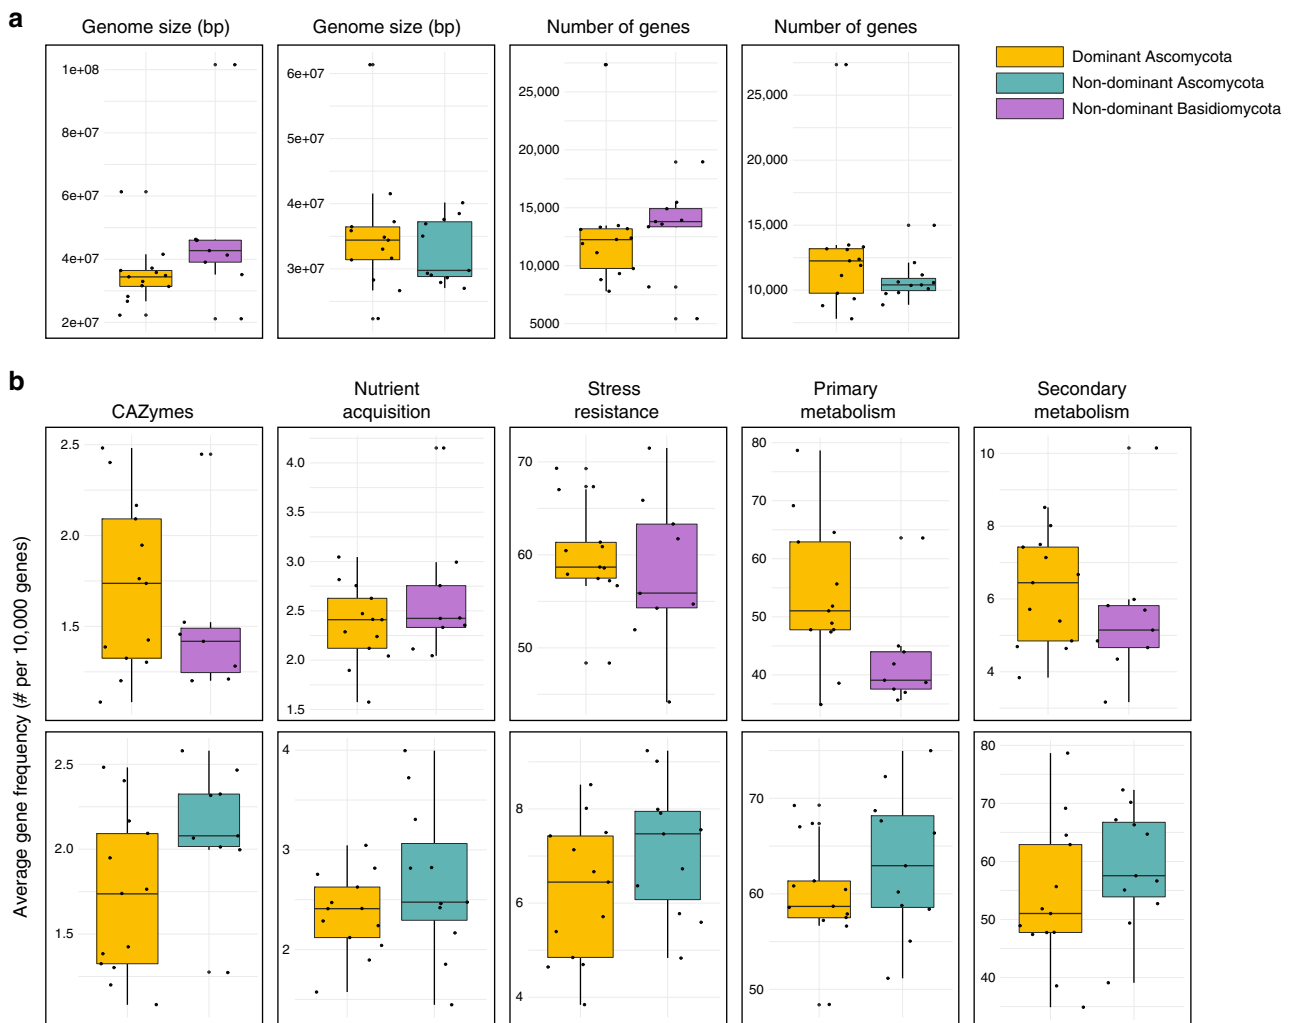 a
Genome size (bp)
Genome size (bp)
Number of genes
Number of genes
1e+08
8e+07
6e+07
4e+07
2e+07
6e+07
5e+07
4e+07
3e+07
25,000
20,000
15,000
10,000
5000
25,000
20,000
15,000
10,000
Dominant Ascomycota
Non-dominant Ascomycota
Non-dominant Basidiomycota
b
Average gene frequency (# per 10,000 genes)
CAZymes
Nutrient
acquisition
Stress
resistance
Primary
metabolism
Secondary
metabolism
2.5
2.0
1.5
4.0
3.5
3.0
2.5
2.0
1.5
70
60
50
80
70
60
50
40
10
8
6
4
2.5
2.0
1.5
4
3
2
8
6
4
70
60
50
80
70
60
50
40